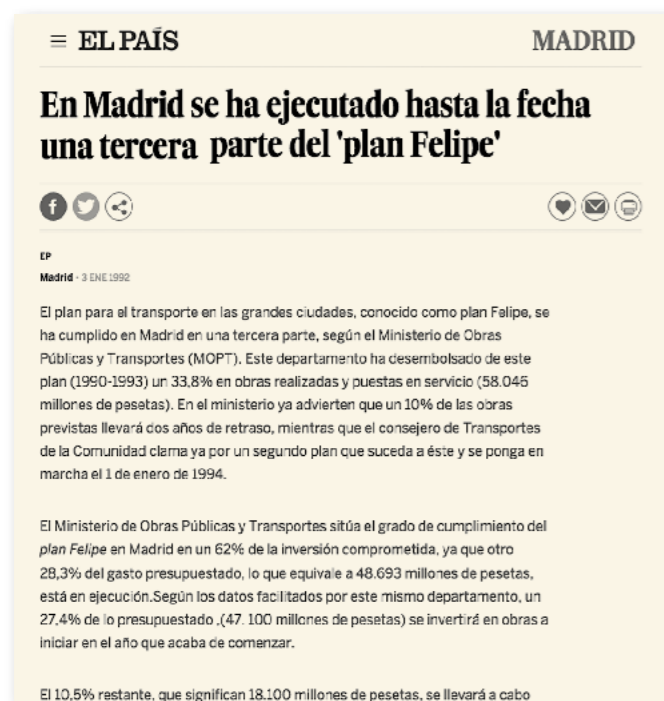 EL PAÍS
MADRID
En Madrid se ha ejecutado hasta la fecha
una tercera parte del 'plan Felipe'
EP
Madrid - 3 ENE 1992
El plan para el transporte en las grandes ciudades, conocido como plan Felipe, se
ha cumplido en Madrid en una tercera parte, según el Ministerio de Obras
Públicas y Transportes (MOPT). Este departamento ha desembolsado de este
plan (1990-1993) un 33,8% en obras realizadas y puestas en servicio (58.046
millones de pesetas). En el ministerio ya advierten que un 10% de las obras
previstas llevará dos años de retraso, mientras que el consejero de Transportes
de la Comunidad clama ya por un segundo plan que suceda a éste y se ponga en
marcha el 1 de enero de 1994.
El Ministerio de Obras Públicas y Transportes sitúa el grado de cumplimiento del
plan Felipe en Madrid en un 62% de la inversión comprometida, ya que otro
28,3% del gasto presupuestado, lo que equivale a 48.693 millones de pesetas,
está en ejecución.Según los datos facilitados por este mismo departamento, un
27,4% de lo presupuestado ,(47. 100 millones de pesetas) se invertirá en obras a
iniciar en el año que acaba de comenzar.
El 10,5% restante, que significan 18.100 millones de pesetas, se llevará a cabo